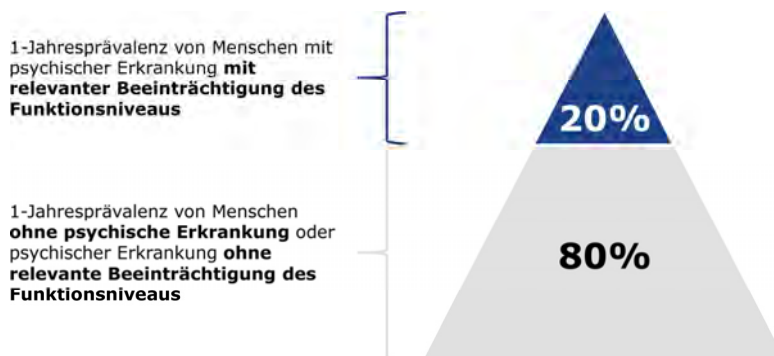 1-Jahresprävalenz von Menschen mit
psychischer Erkrankung mit
relevanter Beeinträchtigung des
Funktionsniveaus
20%
1-Jahresprävalenz von Menschen
ohne psychische Erkrankung oder
psychischer Erkrankung ohne
relevante Beeinträchtigung des
Funktionsniveaus
80%